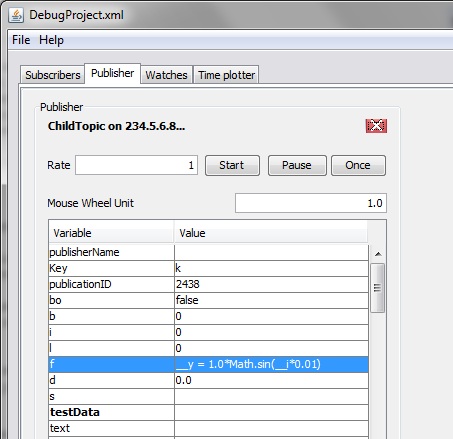 DebugProject.xml
File Help
Subscribers Publisher Watches Time plotter
Publisher
ChildTopic on 234.5.6.8...
Rate 1 Start Pause Once
Mouse Wheel Unit 1.0
Variable Value
publisherName
Key k
publicationID 2438
bo false
b 0
i 0
l 0
f __y = 1.0*Math.sin(__i*0.01)
d 0.0
s
testData
text